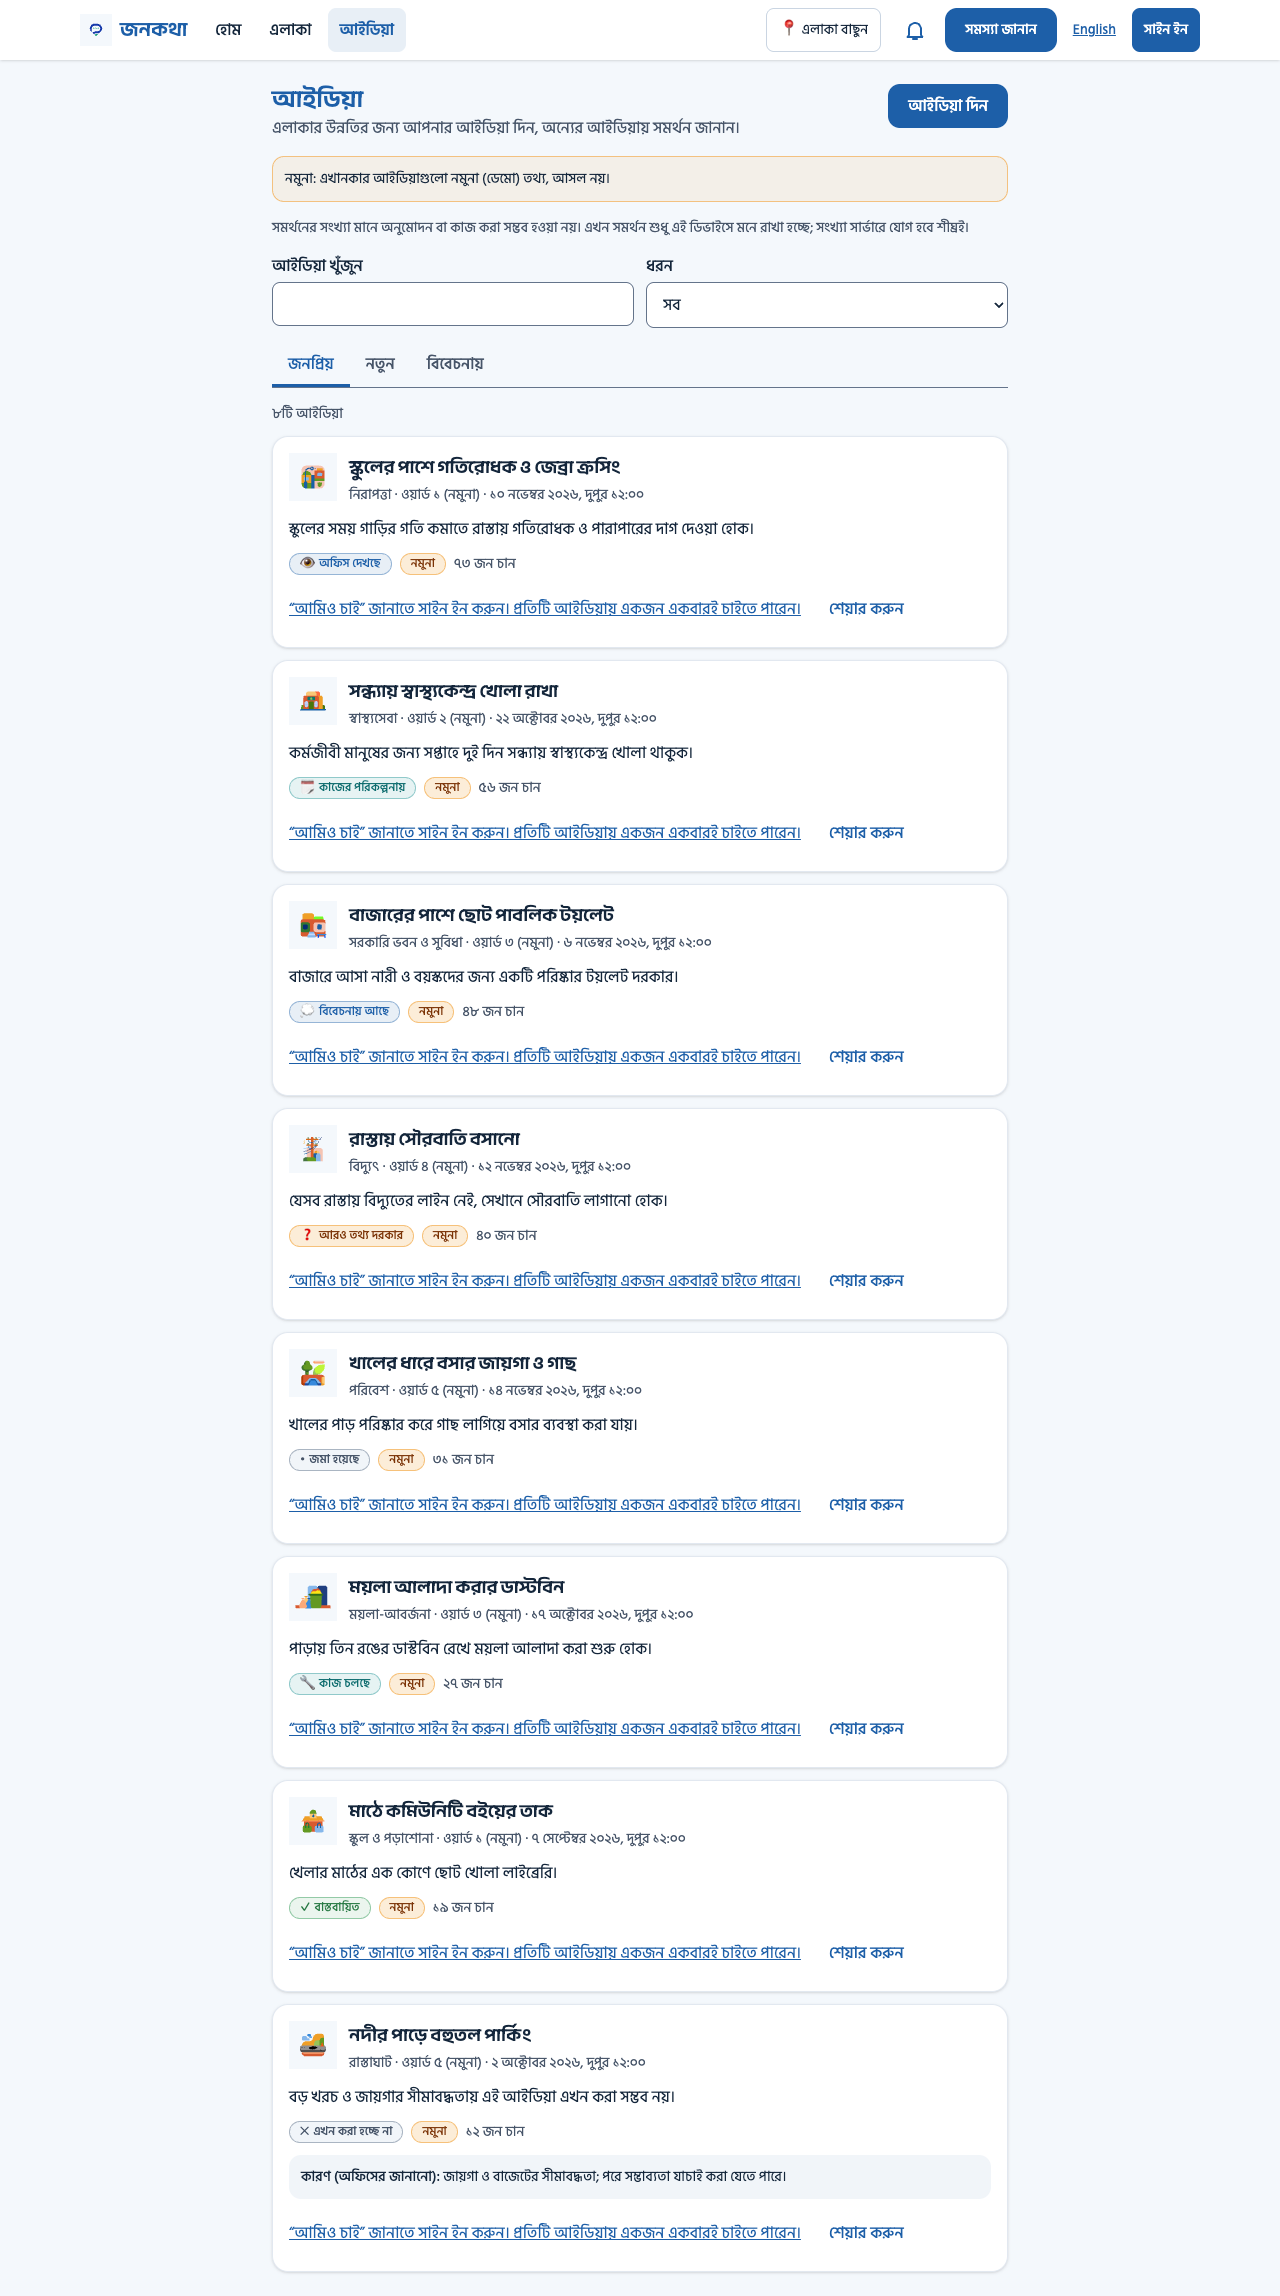 জনকথা
হোম
এলাকা
আইডিয়া
এলাকা বাছুন
সমস্যা জানান
English
সাইন ইন
আইডিয়া
এলাকার উন্নতির জন্য আপনার আইডিয়া দিন, অন্যের আইডিয়ায় সমর্থন জানান।
আইডিয়া দিন
নমুনা: এখানকার আইডিয়াগুলো নমুনা (ডেমো) তথ্য, আসল নয়।
সমর্থনের সংখ্যা মানে অনুমোদন বা কাজ করা সম্ভব হওয়া নয়। এখন সমর্থন শুধু এই ডিভাইসে মনে রাখা হচ্ছে; সংখ্যা সার্ভারে যোগ হবে শীঘ্রই।
আইডিয়া খুঁজুন
ধরন
সব
জনপ্রিয়
নতুন
বিবেচনায়
৮টি আইডিয়া
স্কুলের পাশে গতিরোধক ও জেব্রা ক্রসিং
নিরাপত্তা · ওয়ার্ড ১ (নমুনা) · ১০ নভেম্বর ২০২৬, দুপুর ১২:০০
স্কুলের সময় গাড়ির গতি কমাতে রাস্তায় গতিরোধক ও পারাপারের দাগ দেওয়া হোক।
অফিস দেখছে নমুনা ৭৩ জন চান
“আমিও চাই” জানাতে সাইন ইন করুন। প্রতিটি আইডিয়ায় একজন একবারই চাইতে পারেন। শেয়ার করুন
সন্ধ্যায় স্বাস্থ্যকেন্দ্র খোলা রাখা
স্বাস্থ্যসেবা · ওয়ার্ড ২ (নমুনা) · ২২ অক্টোবর ২০২৬, দুপুর ১২:০০
কর্মজীবী মানুষের জন্য সপ্তাহে দুই দিন সন্ধ্যায় স্বাস্থ্যকেন্দ্র খোলা থাকুক।
কাজের পরিকল্পনায় নমুনা ৫৬ জন চান
“আমিও চাই” জানাতে সাইন ইন করুন। প্রতিটি আইডিয়ায় একজন একবারই চাইতে পারেন। শেয়ার করুন
বাজারের পাশে ছোট পাবলিক টয়লেট
সরকারি ভবন ও সুবিধা · ওয়ার্ড ৩ (নমুনা) · ৬ নভেম্বর ২০২৬, দুপুর ১২:০০
বাজারে আসা নারী ও বয়স্কদের জন্য একটি পরিষ্কার টয়লেট দরকার।
বিবেচনায় আছে নমুনা ৪৮ জন চান
“আমিও চাই” জানাতে সাইন ইন করুন। প্রতিটি আইডিয়ায় একজন একবারই চাইতে পারেন। শেয়ার করুন
রাস্তায় সৌরবাতি বসানো
বিদ্যুৎ · ওয়ার্ড ৪ (নমুনা) · ১২ নভেম্বর ২০২৬, দুপুর ১২:০০
যেসব রাস্তায় বিদ্যুতের লাইন নেই, সেখানে সৌরবাতি লাগানো হোক।
আরও তথ্য দরকার নমুনা ৪০ জন চান
“আমিও চাই” জানাতে সাইন ইন করুন। প্রতিটি আইডিয়ায় একজন একবারই চাইতে পারেন। শেয়ার করুন
খালের ধারে বসার জায়গা ও গাছ
পরিবেশ · ওয়ার্ড ৫ (নমুনা) · ১৪ নভেম্বর ২০২৬, দুপুর ১২:০০
খালের পাড় পরিষ্কার করে গাছ লাগিয়ে বসার ব্যবস্থা করা যায়।
• জমা হয়েছে নমুনা ৩১ জন চান
“আমিও চাই” জানাতে সাইন ইন করুন। প্রতিটি আইডিয়ায় একজন একবারই চাইতে পারেন। শেয়ার করুন
ময়লা আলাদা করার ডাস্টবিন
ময়লা-আবর্জনা · ওয়ার্ড ৩ (নমুনা) · ১৭ অক্টোবর ২০২৬, দুপুর ১২:০০
পাড়ায় তিন রঙের ডাস্টবিন রেখে ময়লা আলাদা করা শুরু হোক।
কাজ চলছে নমুনা ২৭ জন চান
“আমিও চাই” জানাতে সাইন ইন করুন। প্রতিটি আইডিয়ায় একজন একবারই চাইতে পারেন। শেয়ার করুন
মাঠে কমিউনিটি বইয়ের তাক
স্কুল ও পড়াশোনা · ওয়ার্ড ১ (নমুনা) · ৭ সেপ্টেম্বর ২০২৬, দুপুর ১২:০০
খেলার মাঠের এক কোণে ছোট খোলা লাইব্রেরি।
✓ বাস্তবায়িত নমুনা ১৯ জন চান
“আমিও চাই” জানাতে সাইন ইন করুন। প্রতিটি আইডিয়ায় একজন একবারই চাইতে পারেন। শেয়ার করুন
নদীর পাড়ে বহুতল পার্কিং
রাস্তাঘাট · ওয়ার্ড ৫ (নমুনা) · ২ অক্টোবর ২০২৬, দুপুর ১২:০০
বড় খরচ ও জায়গার সীমাবদ্ধতায় এই আইডিয়া এখন করা সম্ভব নয়।
✕ এখন করা হচ্ছে না নমুনা ১২ জন চান
কারণ (অফিসের জানানো): জায়গা ও বাজেটের সীমাবদ্ধতা; পরে সম্ভাব্যতা যাচাই করা যেতে পারে।
“আমিও চাই” জানাতে সাইন ইন করুন। প্রতিটি আইডিয়ায় একজন একবারই চাইতে পারেন। শেয়ার করুন